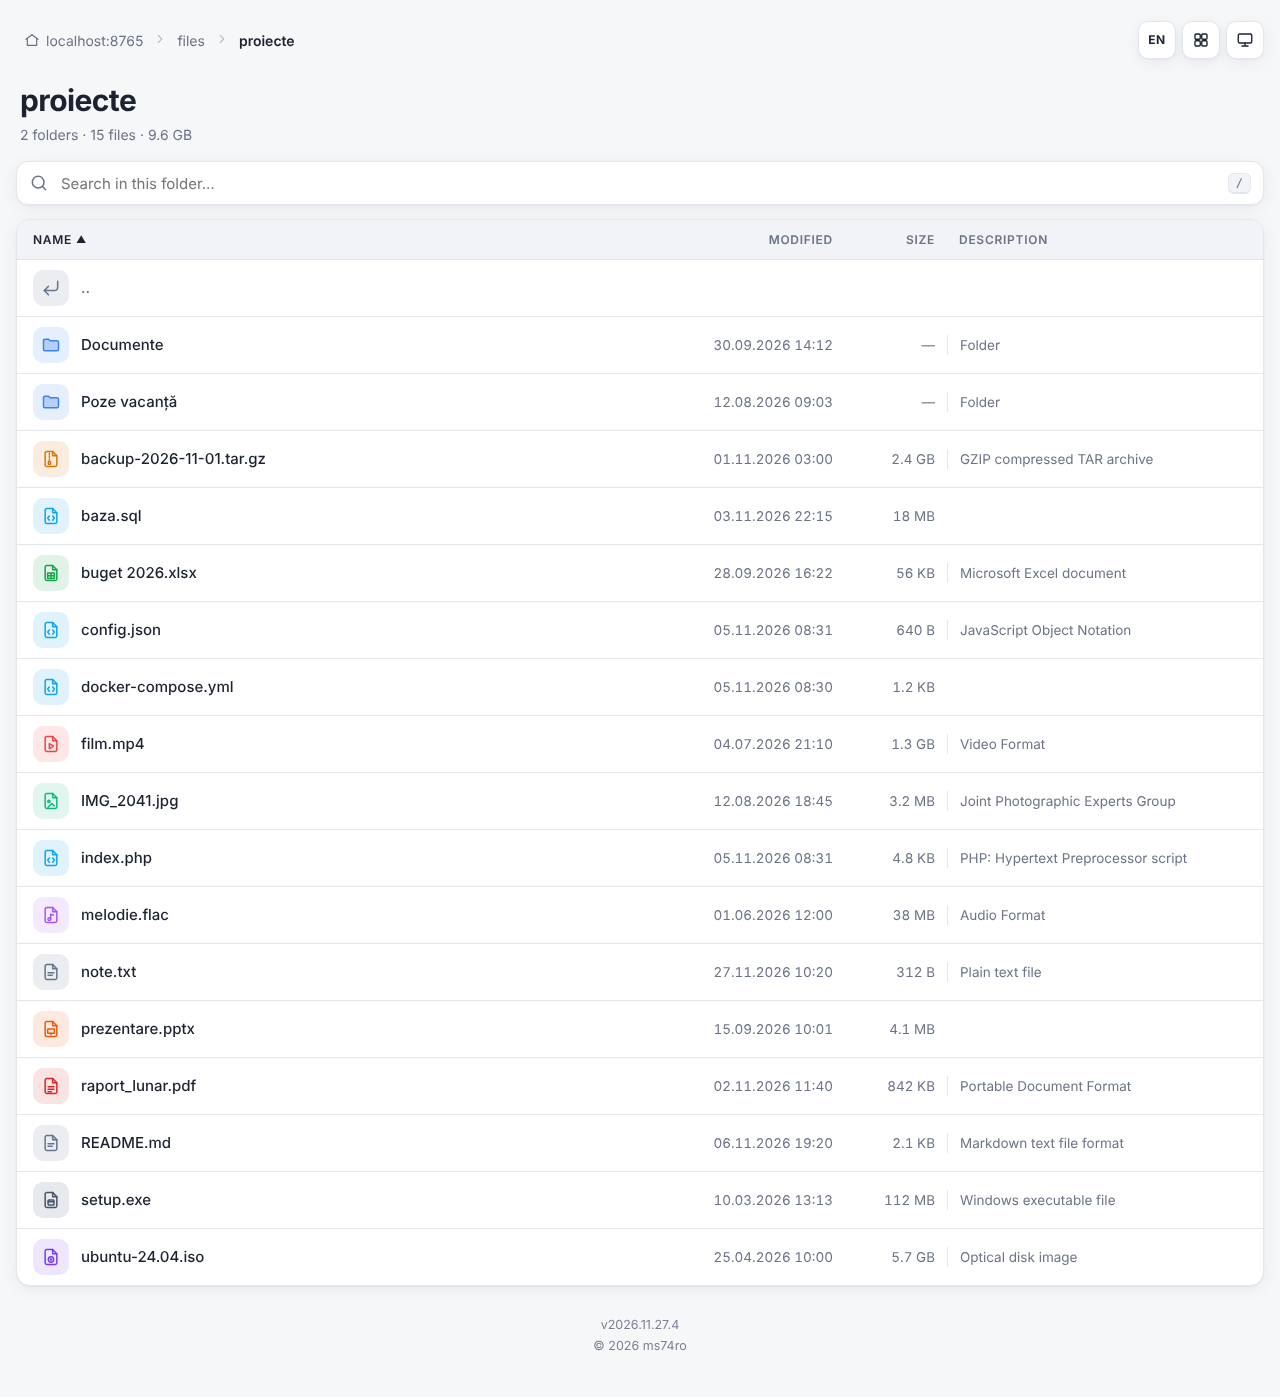 localhost:8765 > files > proiecte
EN
proiecte
2 folders · 15 files · 9.6 GB
Search in this folder...
/
NAME ▲ MODIFIED SIZE DESCRIPTION
..
Documente 30.09.2026 14:12 — Folder
Poze vacanță 12.08.2026 09:03 — Folder
backup-2026-11-01.tar.gz 01.11.2026 03:00 2.4 GB GZIP compressed TAR archive
baza.sql 03.11.2026 22:15 18 MB
buget 2026.xlsx 28.09.2026 16:22 56 KB Microsoft Excel document
config.json 05.11.2026 08:31 640 B JavaScript Object Notation
docker-compose.yml 05.11.2026 08:30 1.2 KB
film.mp4 04.07.2026 21:10 1.3 GB Video Format
IMG_2041.jpg 12.08.2026 18:45 3.2 MB Joint Photographic Experts Group
index.php 05.11.2026 08:31 4.8 KB PHP: Hypertext Preprocessor script
melodie.flac 01.06.2026 12:00 38 MB Audio Format
note.txt 27.11.2026 10:20 312 B Plain text file
prezentare.pptx 15.09.2026 10:01 4.1 MB
raport_lunar.pdf 02.11.2026 11:40 842 KB Portable Document Format
README.md 06.11.2026 19:20 2.1 KB Markdown text file format
setup.exe 10.03.2026 13:13 112 MB Windows executable file
ubuntu-24.04.iso 25.04.2026 10:00 5.7 GB Optical disk image
v2026.11.27.4
© 2026 ms74ro